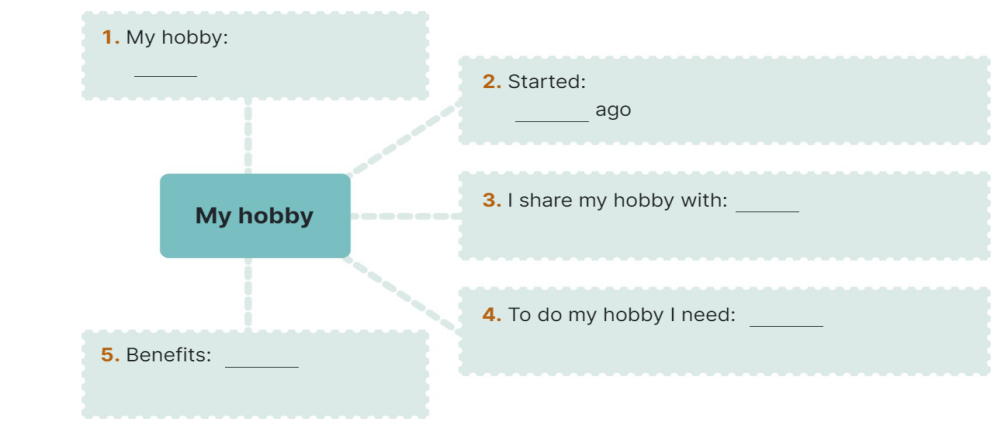 1. My hobby:
______
2. Started:
_______ ago
My hobby
3. I share my hobby with: ______
4. To do my hobby I need: _______
5. Benefits: _______